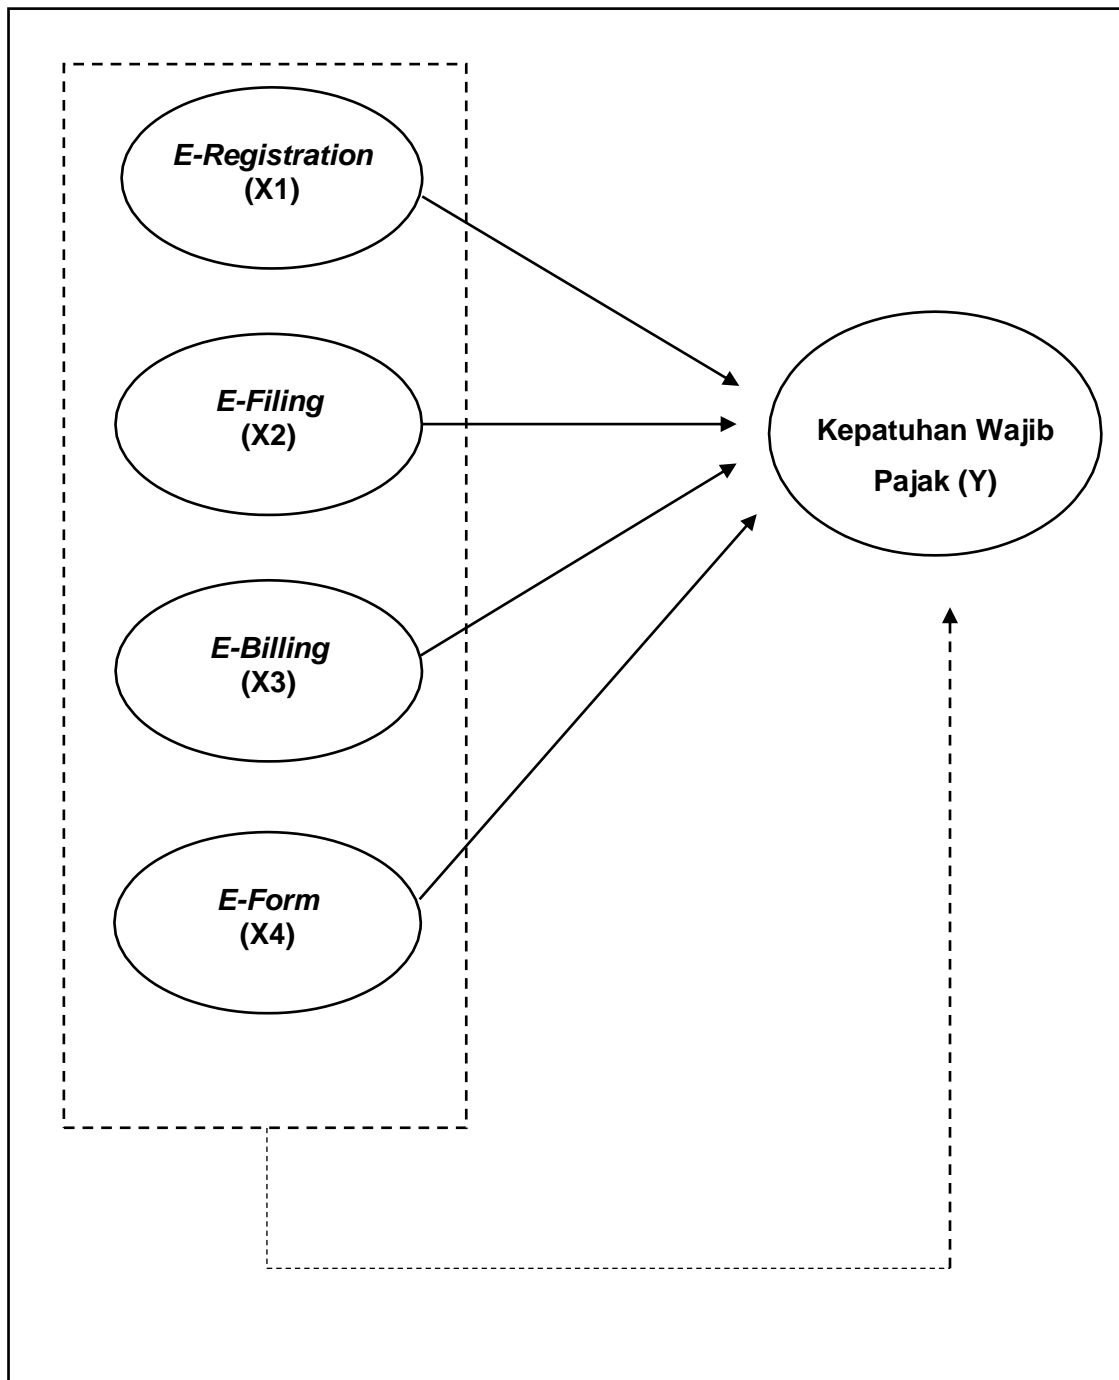 E-Registration
(X1)
E-Filing
(X2)
Kepatuhan Wajib
Pajak (Y)
E-Billing
(X3)
E-Form
(X4)